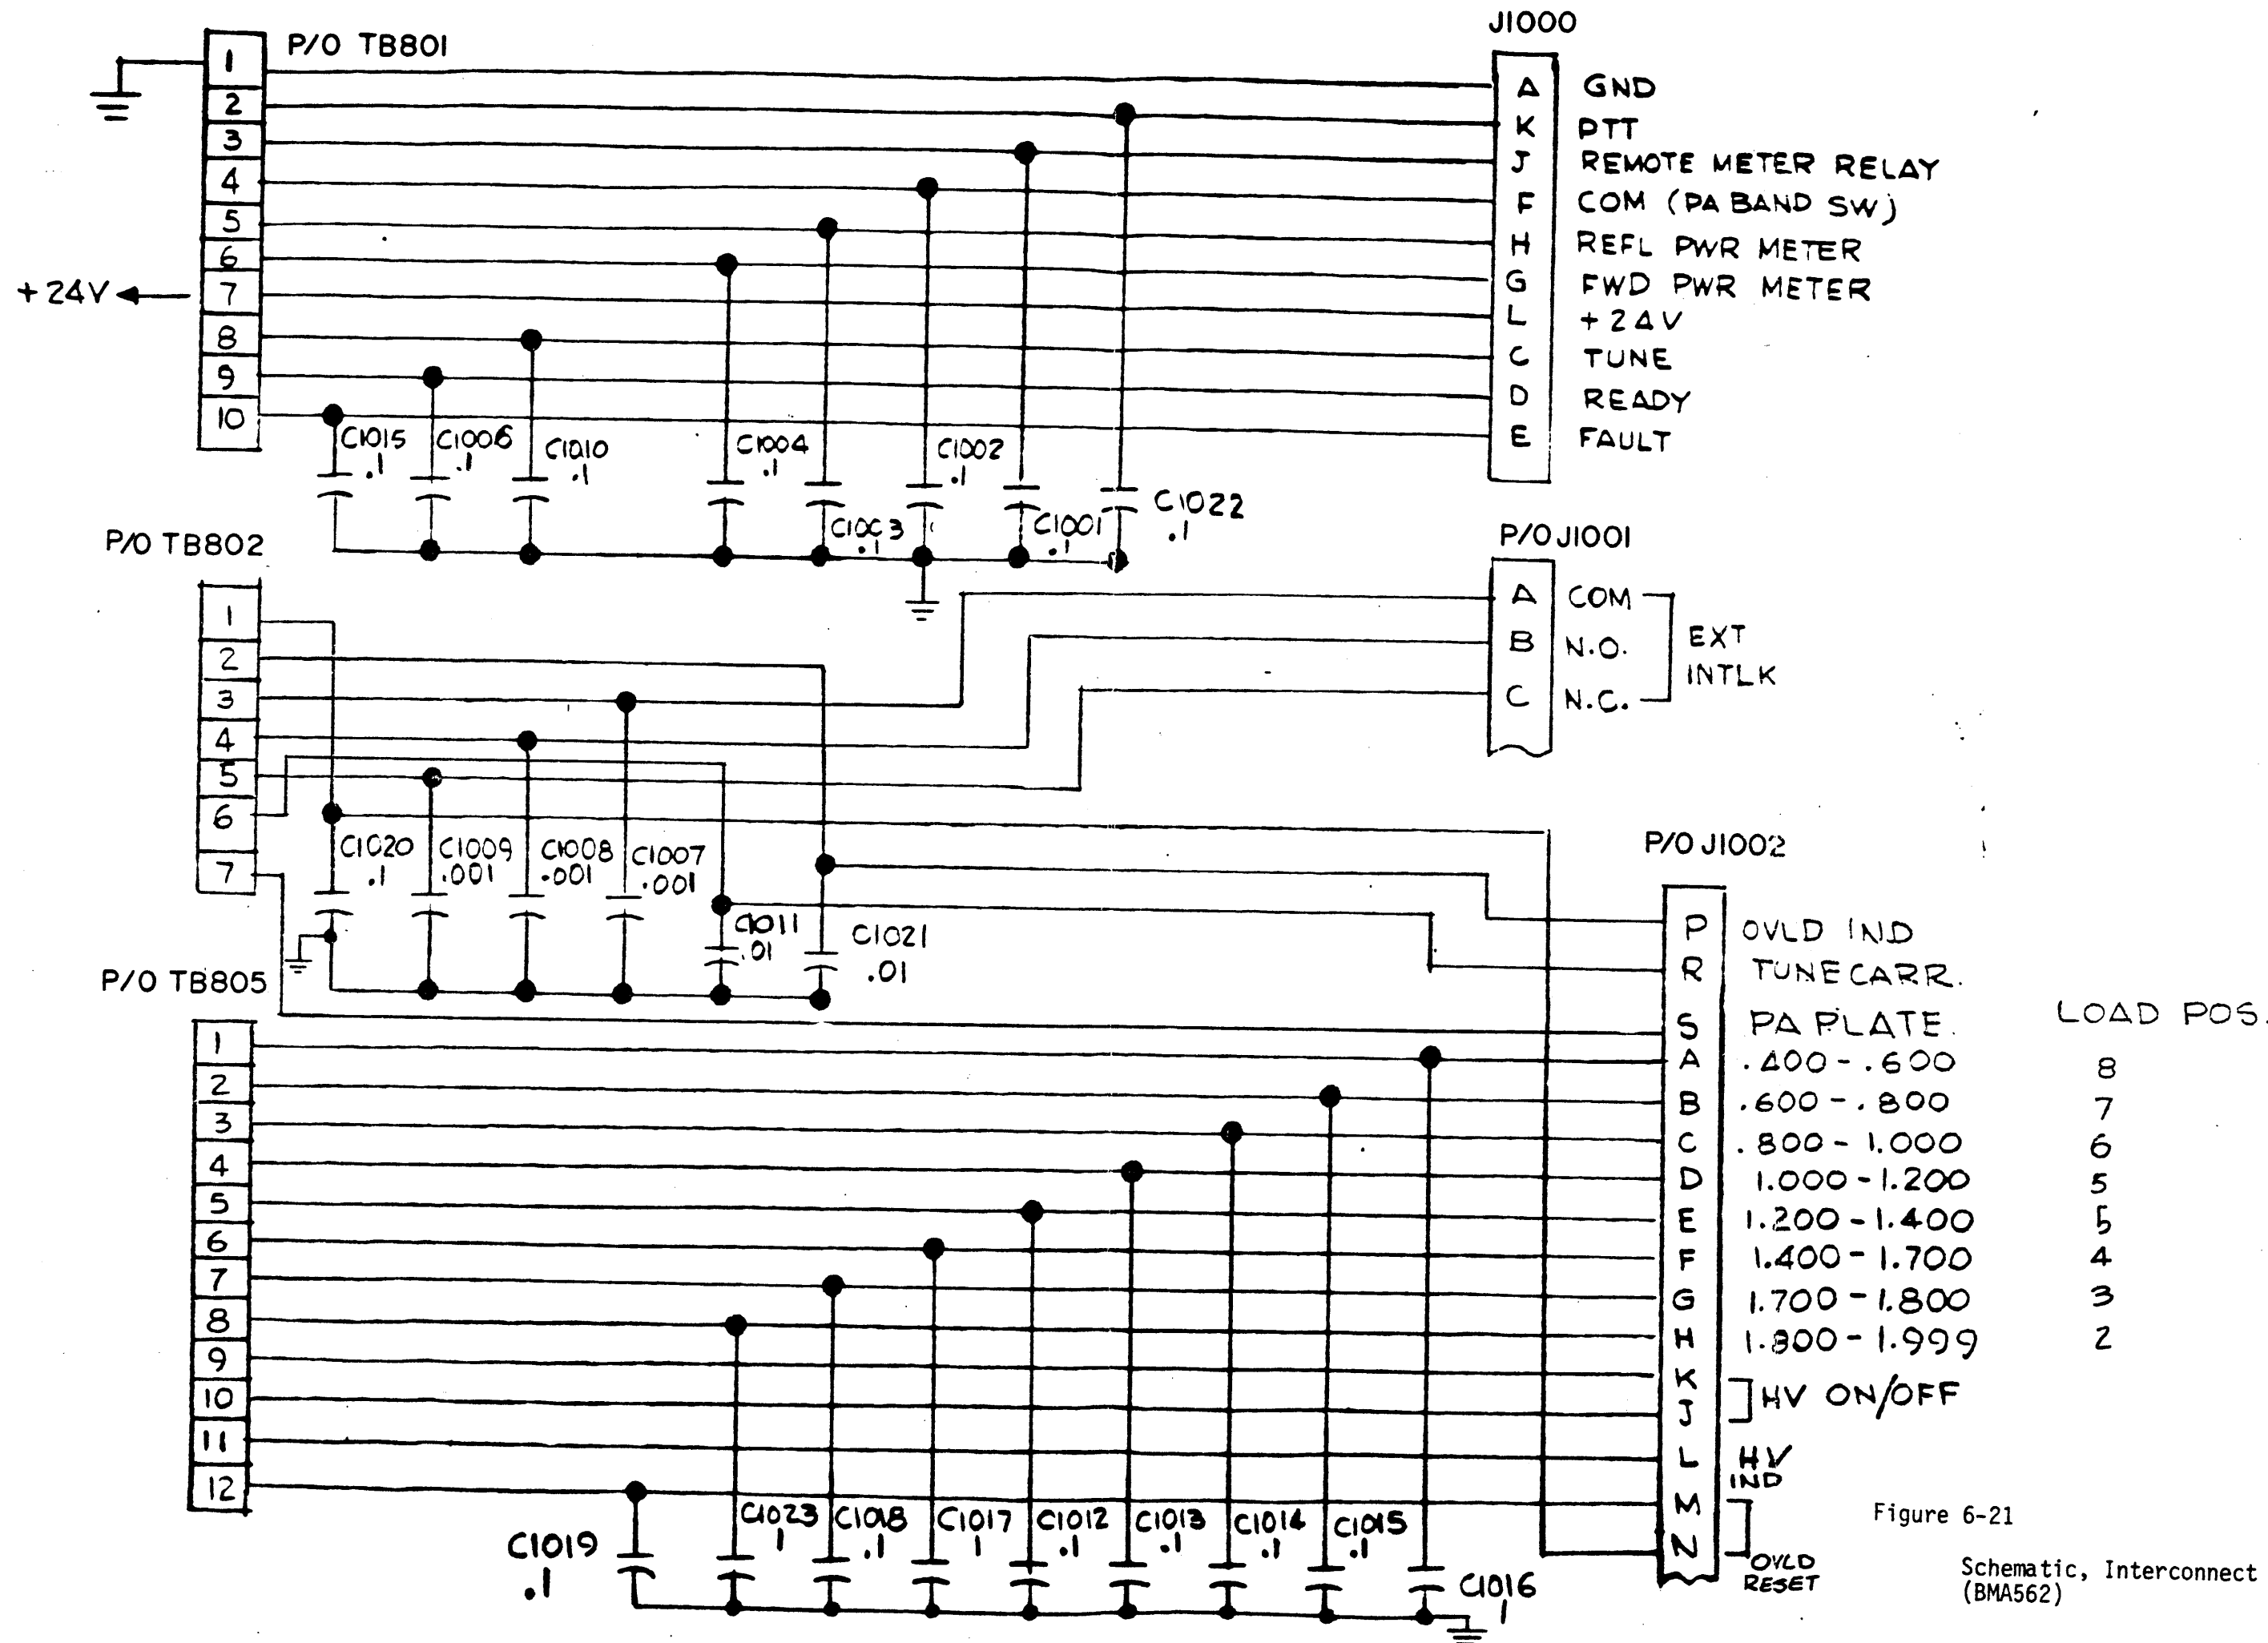 J1000
P/O TB801
1
2
3
4
5
6
7
8
9
10
+24V
A GND
K PTT
J REMOTE METER RELAY
F COM (PA BAND SW)
H REFL PWR METER
G FWD PWR METER
L +24V
C TUNE
D READY
E FAULT
C1015
.1
C1006
.1
C1010
.1
C1004
.1
C1003
.1
C1002
.1
C1001
.1
C1022
.1
P/O TB802
1
2
3
4
5
6
7
P/O J1001
A COM
B N.O.
C N.C.
EXT
INTLK
C1020
.1
C1009
.001
C1008
.001
C1007
.001
C1011
.01
C1021
.01
P/O J1002
P OVLD IND
R TUNE CARR.
S PA PLATE.
LOAD POS.
A .400-.600 8
B .600-.800 7
C .800-1.000 6
D 1.000-1.200 5
E 1.200-1.400 5
F 1.400-1.700 4
G 1.700-1.800 3
H 1.800-1.999 2
K
J
HV ON/OFF
L HV
IND
M
N
OVLD
RESET
P/O TB805
1
2
3
4
5
6
7
8
9
10
11
12
C1019
.1
C1023
1
C1018
.1
C1017
1
C1012
.1
C1013
.1
C1014
.1
C1015
.1
C1016
1
Figure 6-21
Schematic, Interconnect
(BMA562)